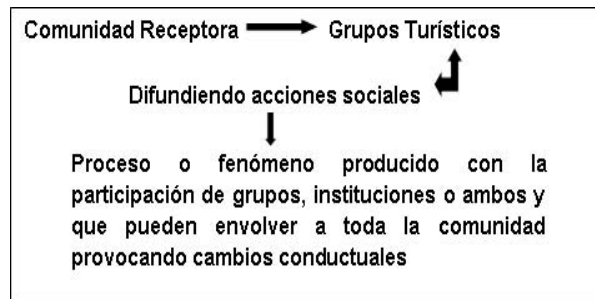 Comunidad Receptora Grupos Turísticos
Difundiendo acciones sociales
Proceso o fenómeno producido con la
participación de grupos, instituciones o ambos y
que pueden envolver a toda la comunidad
provocando cambios conductuales